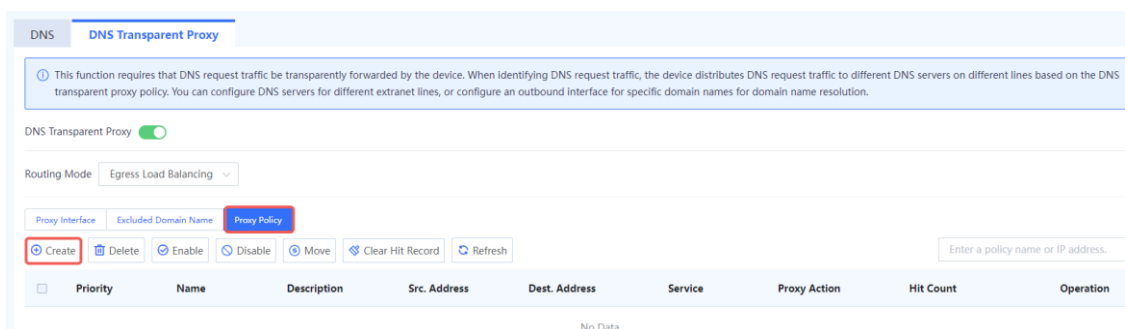 DNS DNS Transparent Proxy
This function requires that DNS request traffic be transparently forwarded by the device. When identifying DNS request traffic, the device distributes DNS request traffic to different DNS servers on different lines based on the DNS
transparent proxy policy. You can configure DNS servers for different extranet lines, or configure an outbound interface for specific domain names for domain name resolution.
DNS Transparent Proxy
Routing Mode Egress Load Balancing
Proxy Interface Excluded Domain Name Proxy Policy
Create Delete Enable Disable Move Clear Hit Record Refresh Enter a policy name or IP address.
Priority Name Description Src. Address Dest. Address Service Proxy Action Hit Count Operation
No Data